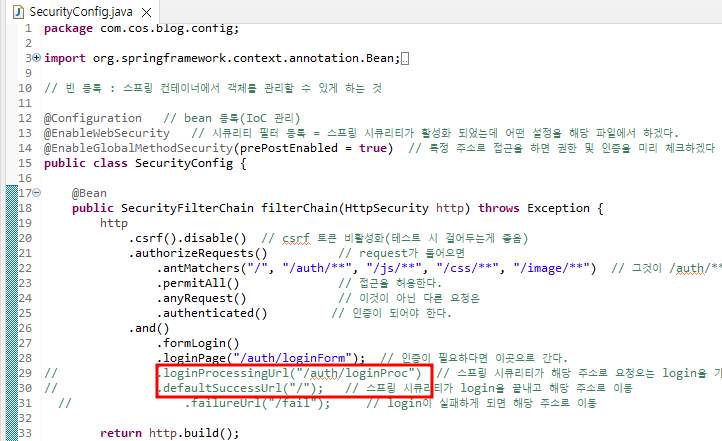 SecurityConfig.java
1 package com.cos.blog.config;
2
3 import org.springframework.context.annotation.Bean;
9
10 // 빈 등록 : 스프링 컨테이너에서 객체를 관리할 수 있게 하는 것
11
12 @Configuration // bean 등록(IoC 관리)
13 @EnableWebSecurity // 시큐리티 필터 등록 = 스프링 시큐리티가 활성화 되었는데 어떤 설정을 해당 파일에서 하겠다.
14 @EnableGlobalMethodSecurity(prePostEnabled = true) // 특정 주소로 접근을 하면 권한 및 인증을 미리 체크하겠다
15 public class SecurityConfig {
16
17 @Bean
18 public SecurityFilterChain filterChain(HttpSecurity http) throws Exception {
19 http
20 .csrf().disable() // csrf 토큰 비활성화(테스트 시 걸어두는게 좋음)
21 .authorizeRequests() // request가 들어오면
22 .antMatchers("/", "/auth/**", "/js/**", "/css/**", "/image/**") // 그것이 /auth/**
23 .permitAll() // 접근을 허용한다.
24 .anyRequest() // 이것이 아닌 다른 요청은
25 .authenticated() // 인증이 되어야 한다.
26 .and()
27 .formLogin()
28 .loginPage("/auth/loginForm"); // 인증이 필요하다면 이곳으로 간다.
29 // .loginProcessingUrl("/auth/loginProc") // 스프링 시큐리티가 해당 주소로 요청오는 login을 가
30 // .defaultSuccessUrl("/"); // 스프링 시큐리티가 login을 끝내고 해당 주소로 이동
31 // .failureUrl("/fail"); // login이 실패하게 되면 해당 주소로 이동
32
33 return http.build();